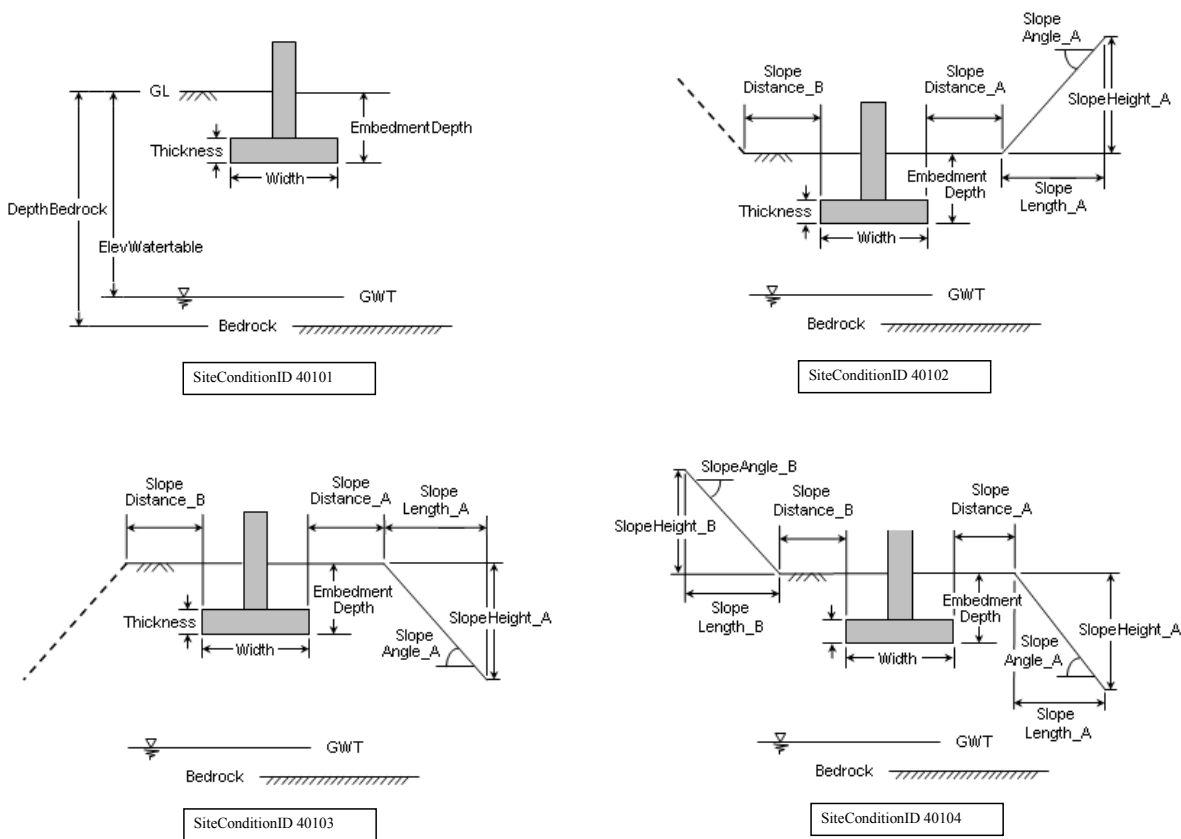 GL
EmbedmentDepth
Thickness
Width
DepthBedrock
ElevWatertable
GWT
Bedrock
SiteConditionID 40101
Slope
Angle_A
Slope
Distance_B
Slope
Distance_A
SlopeHeight_A
Embedment
Depth
Slope
Length_A
Thickness
Width
GWT
Bedrock
SiteConditionID 40102
Slope
Distance_B
Slope
Distance_A
Slope
Length_A
Embedment
Depth
SlopeHeight_A
Thickness
Width
Slope
Angle_A
GWT
Bedrock
SiteConditionID 40103
SlopeAngle_B
Slope
Distance_B
Slope
Distance_A
SlopeHeight_B
Embedment
Depth
Slope
Length_B
Width
Slope
Angle_A
SlopeHeight_A
Slope
Length_A
GWT
Bedrock
SiteConditionID 40104